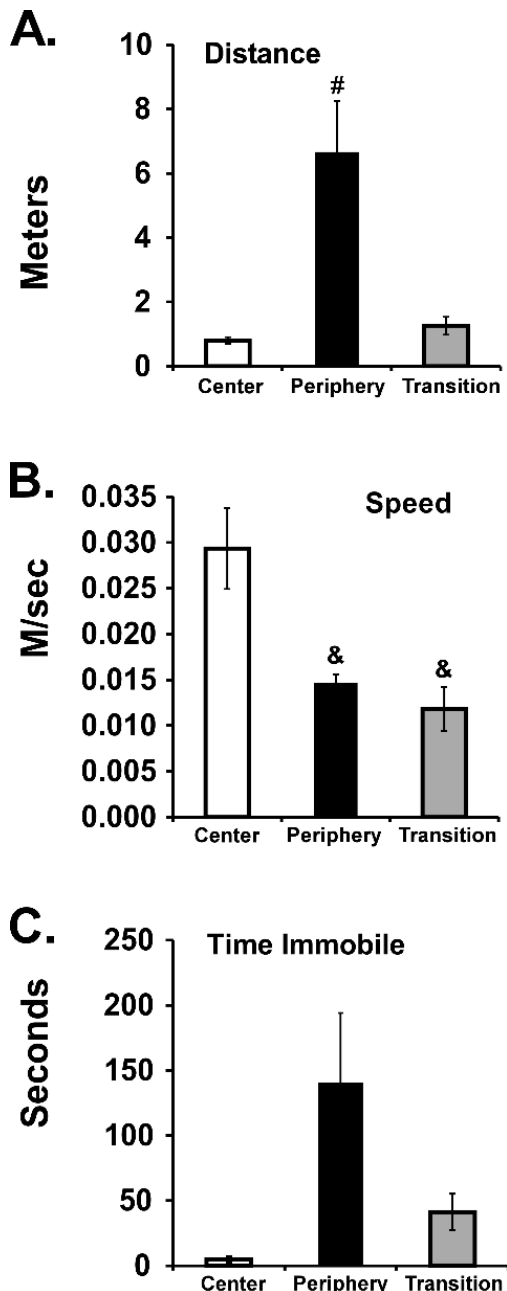 A.
Distance
#
Meters
10
8
6
4
2
0
Center Periphery Transition
B.
Speed
M/sec
0.035
0.030
0.025
0.020
0.015
0.010
0.005
0.000
& &
Center Periphery Transition
C.
Time Immobile
Seconds
250
200
150
100
50
0
Center Periphery Transition